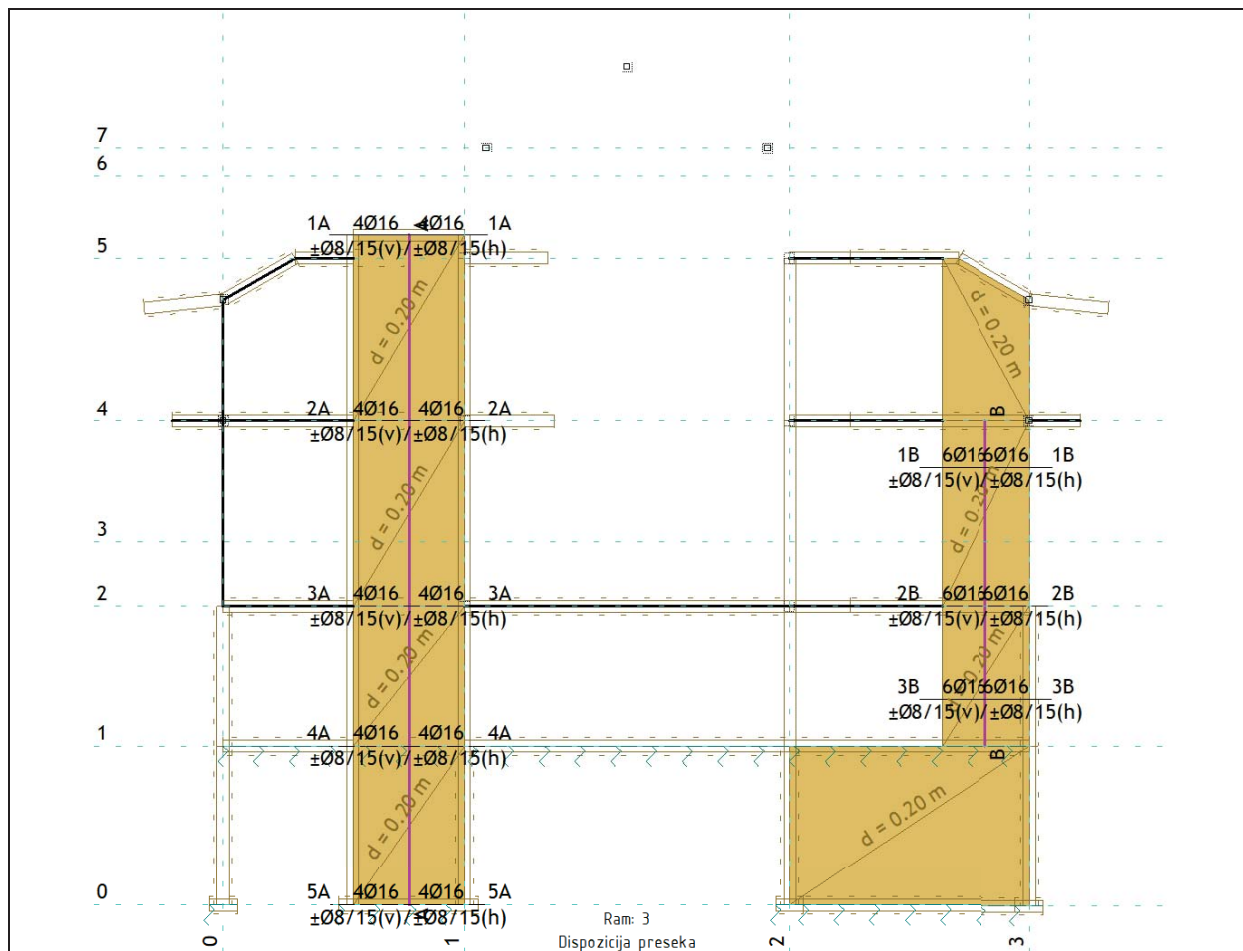 7
6
1A 4Ø16 4Ø16 1A
±Ø8/15(v)/±Ø8/15(h)
5
d = 0.20 m
d = 0.20 m
4
2A 4Ø16 4Ø16 2A
±Ø8/15(v)/±Ø8/15(h)
B
1B 6Ø16 6Ø16 1B
±Ø8/15(v)/±Ø8/15(h)
d = 0.20 m
d = 0.20 m
3
2
3A 4Ø16 4Ø16 3A
±Ø8/15(v)/±Ø8/15(h)
2B 6Ø16 6Ø16 2B
±Ø8/15(v)/±Ø8/15(h)
d = 0.20 m
d = 0.20 m
3B 6Ø16 6Ø16 3B
±Ø8/15(v)/±Ø8/15(h)
1
4A 4Ø16 4Ø16 4A
±Ø8/15(v)/±Ø8/15(h)
B
d = 0.20 m
d = 0.20 m
0
5A 4Ø16 4Ø16 5A
±Ø8/15(v)/±Ø8/15(h)
A
Ram: 3
Dispozicija preseka
0
1
2
3